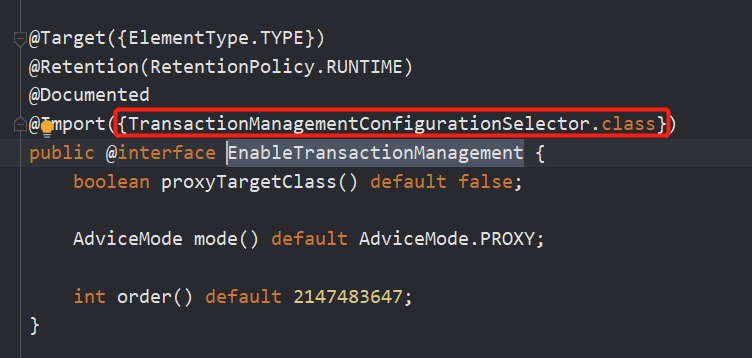 @Target({ElementType.TYPE})
@Retention(RetentionPolicy.RUNTIME)
@Documented
@Import({TransactionManagementConfigurationSelector.class})
public @interface EnableTransactionManagement {
boolean proxyTargetClass() default false;
AdviceMode mode() default AdviceMode.PROXY;
int order() default 2147483647;
}